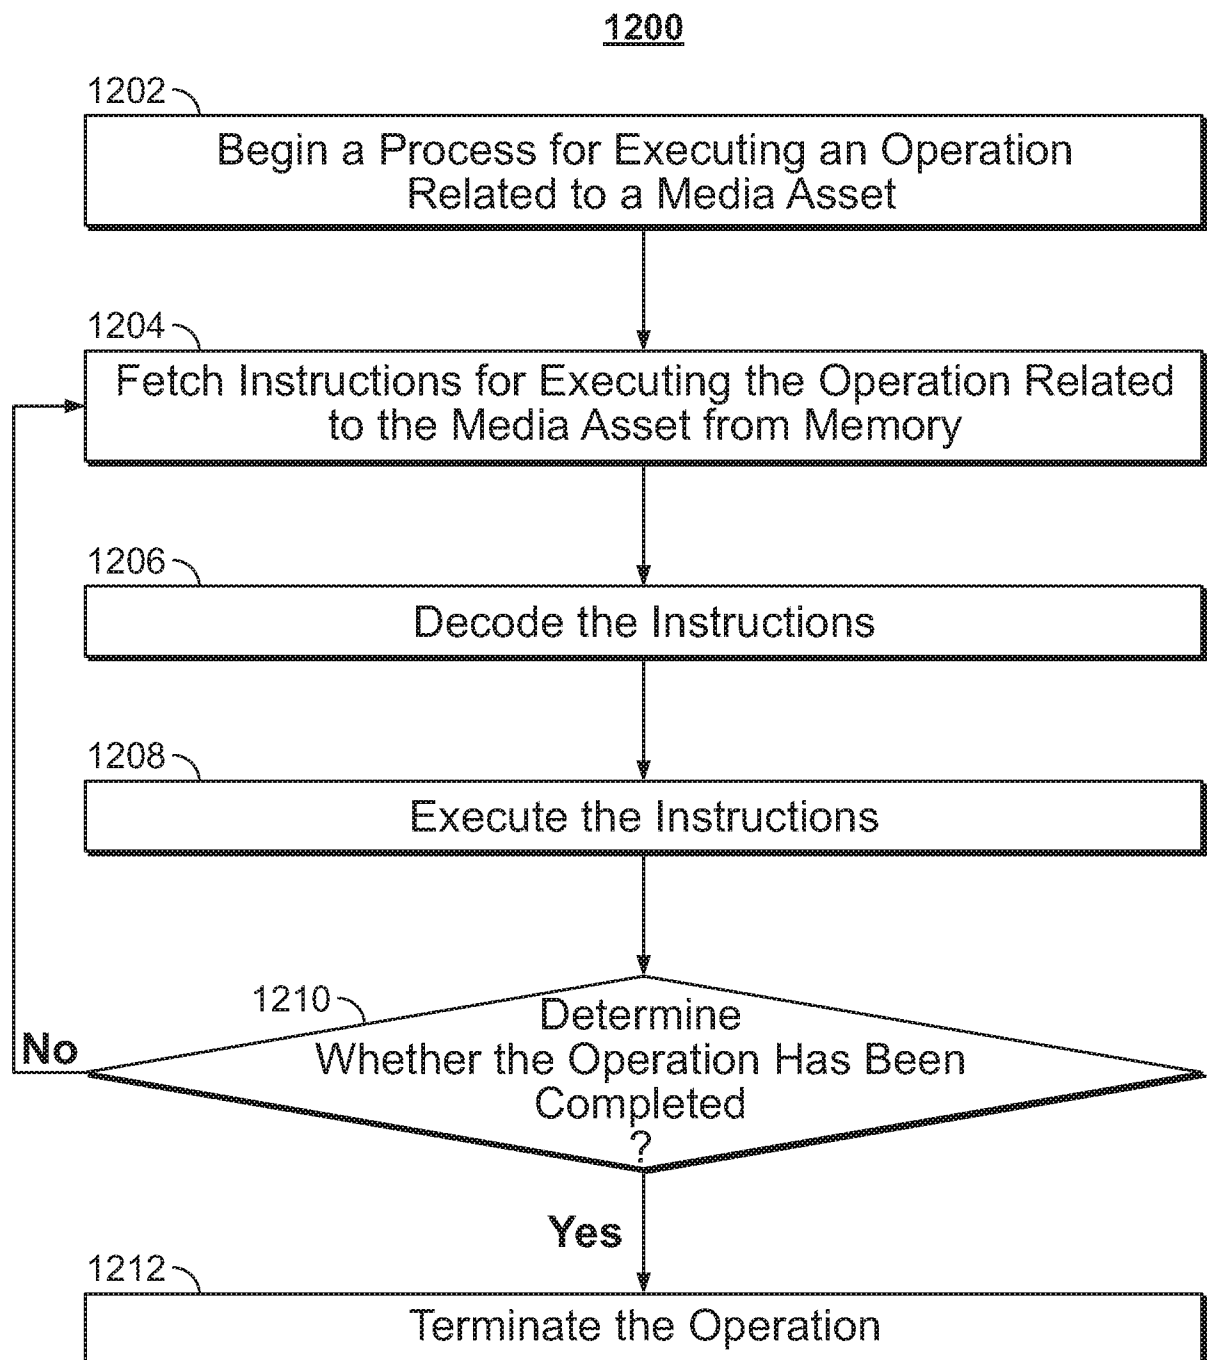 1200
1202
Begin a Process for Executing an Operation
Related to a Media Asset
1204
Fetch Instructions for Executing the Operation Related
to the Media Asset from Memory
1206
Decode the Instructions
1208
Execute the Instructions
1210
Determine
Whether the Operation Has Been
Completed
?
No
Yes
1212
Terminate the Operation